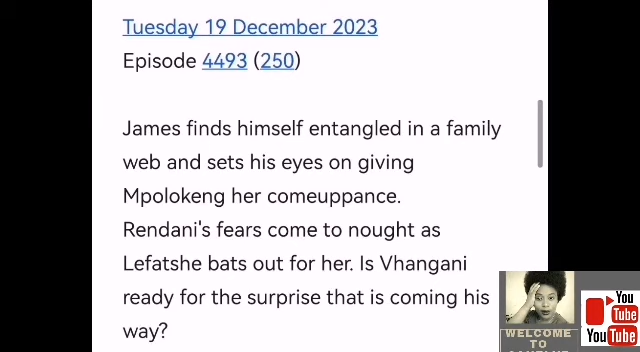 Tuesday 19 December 2023
Episode 4493 (250)
James finds himself entangled in a family
web and sets his eyes on giving
Mpolokeng her comeuppance.
Rendani's fears come to nought as
Lefatshe bats out for her. Is Vhangani
ready for the surprise that is coming his
way?
WELCOME
TO
You
Tube
YouTube